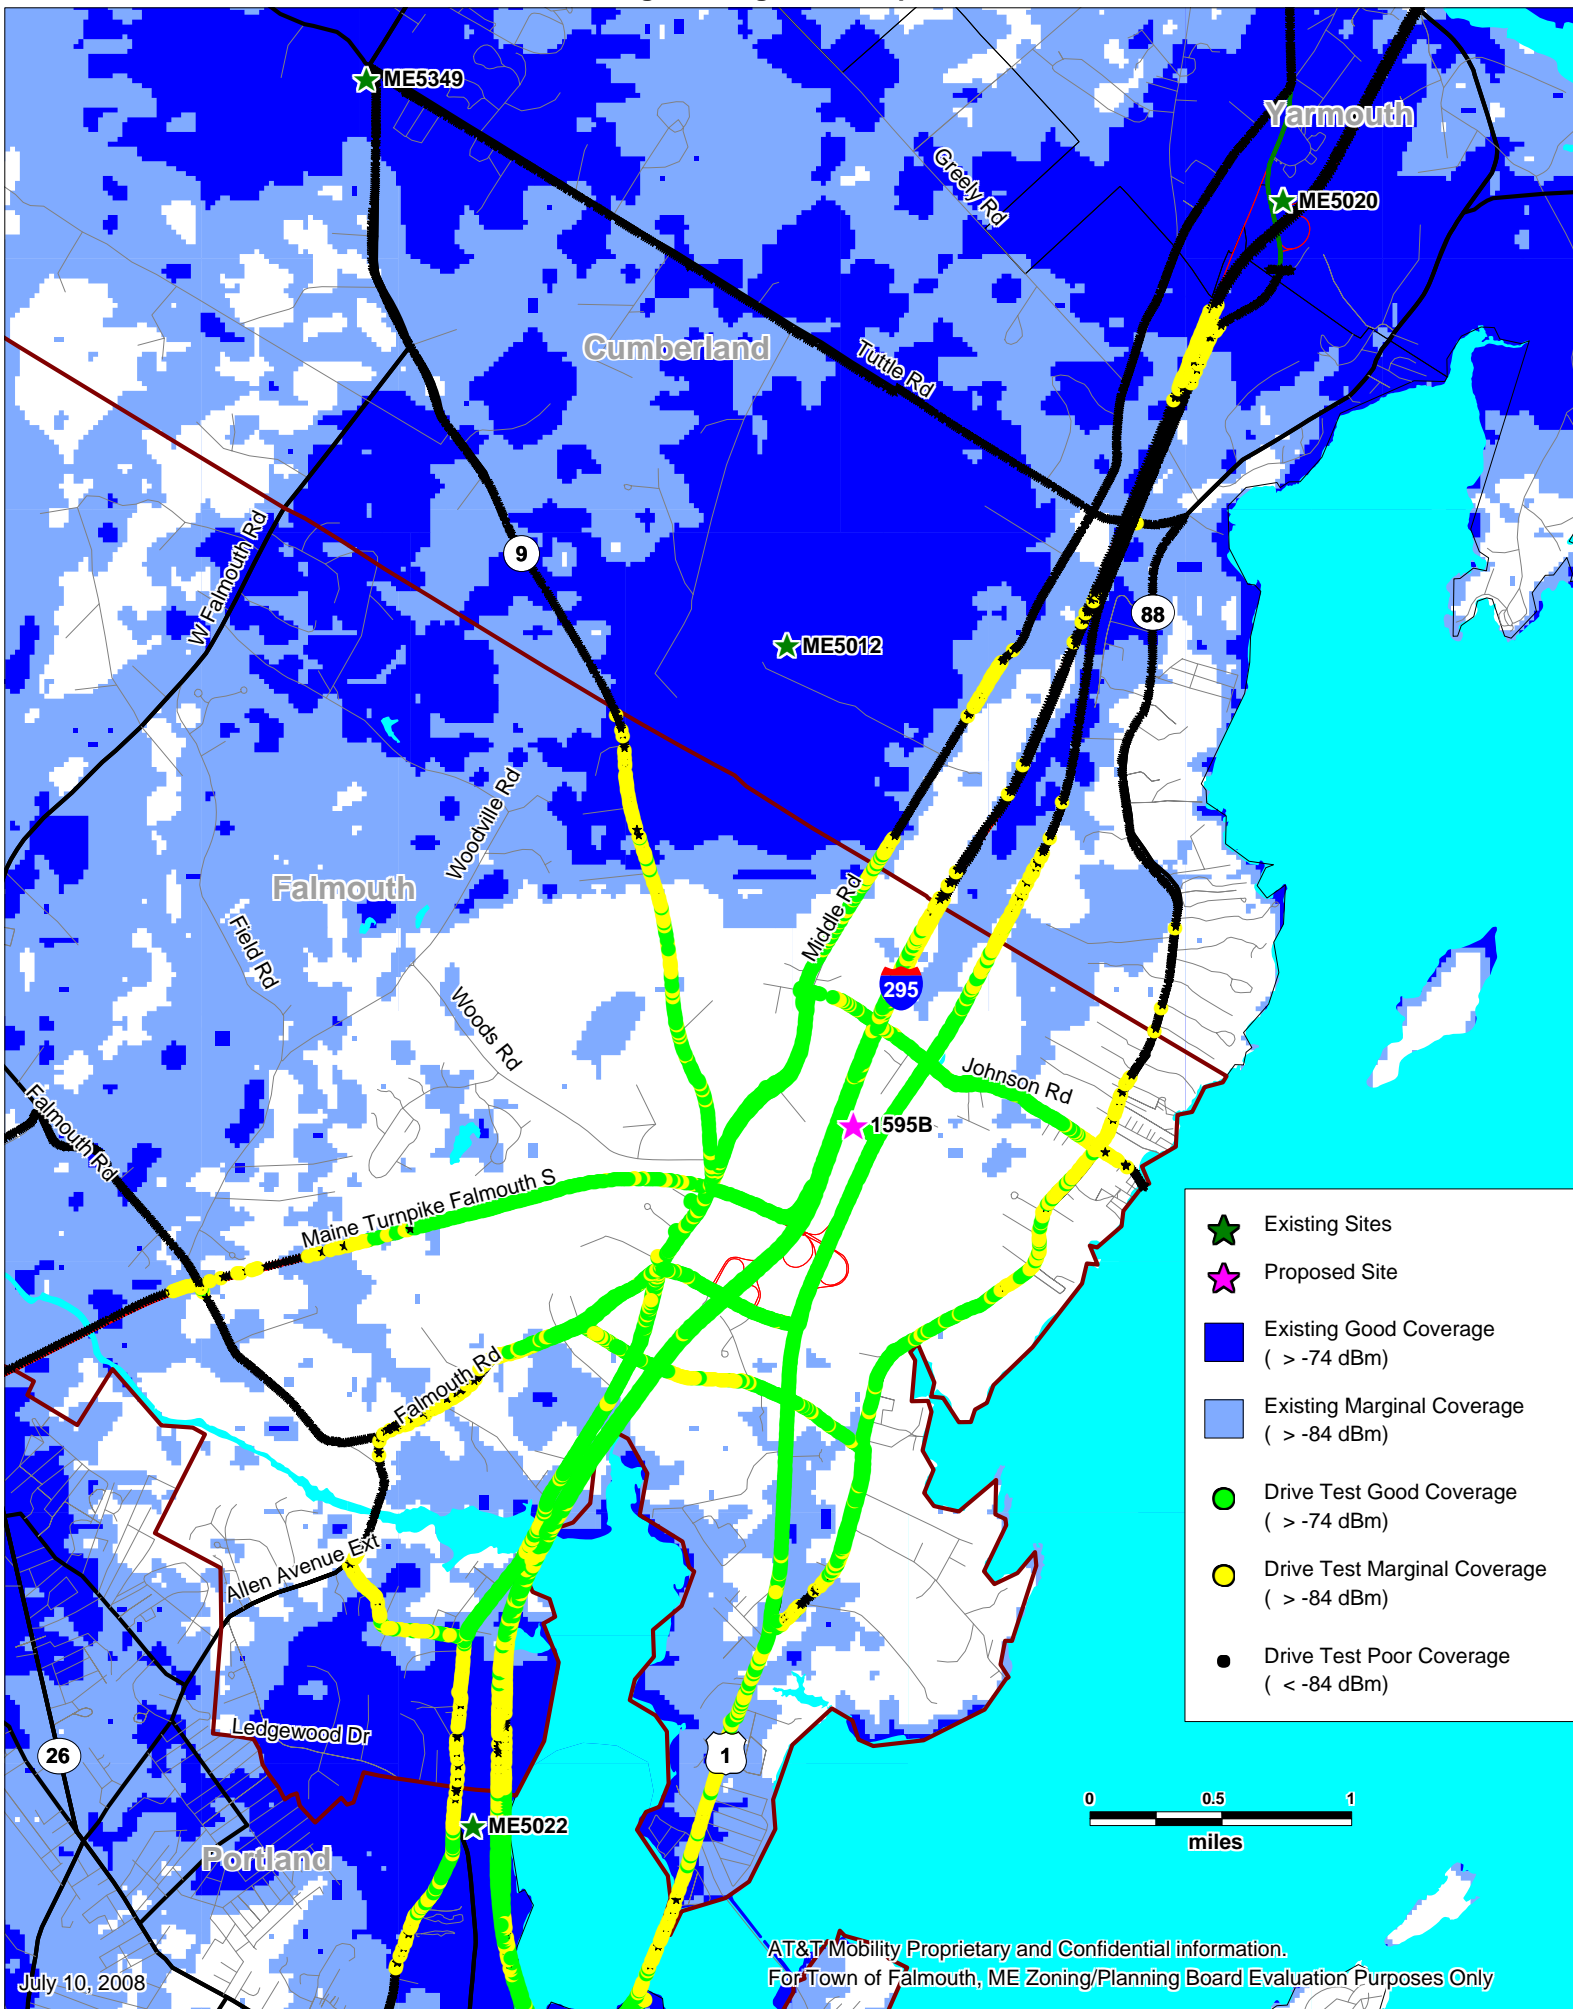 ME5349
Yarmouth
ME5020
Greely Rd
Cumberland
Tuttle Rd
W Falmouth Rd
9
88
ME5012
Woodville Rd
Falmouth
Middle Rd
Field Rd
295
Woods Rd
Johnson Rd
Falmouth Rd
1595B
Maine Turnpike Falmouth S
Existing Sites
Proposed Site
Existing Good Coverage
( > -74 dBm)
Existing Marginal Coverage
( > -84 dBm)
Drive Test Good Coverage
( > -74 dBm)
Drive Test Marginal Coverage
( > -84 dBm)
Drive Test Poor Coverage
( < -84 dBm)
Falmouth Rd
Allen Avenue Ext
Ledgewood Dr
26
1
0 0.5 1
miles
ME5022
Portland
AT&T Mobility Proprietary and Confidential information.
For Town of Falmouth, ME Zoning/Planning Board Evaluation Purposes Only
July 10, 2008